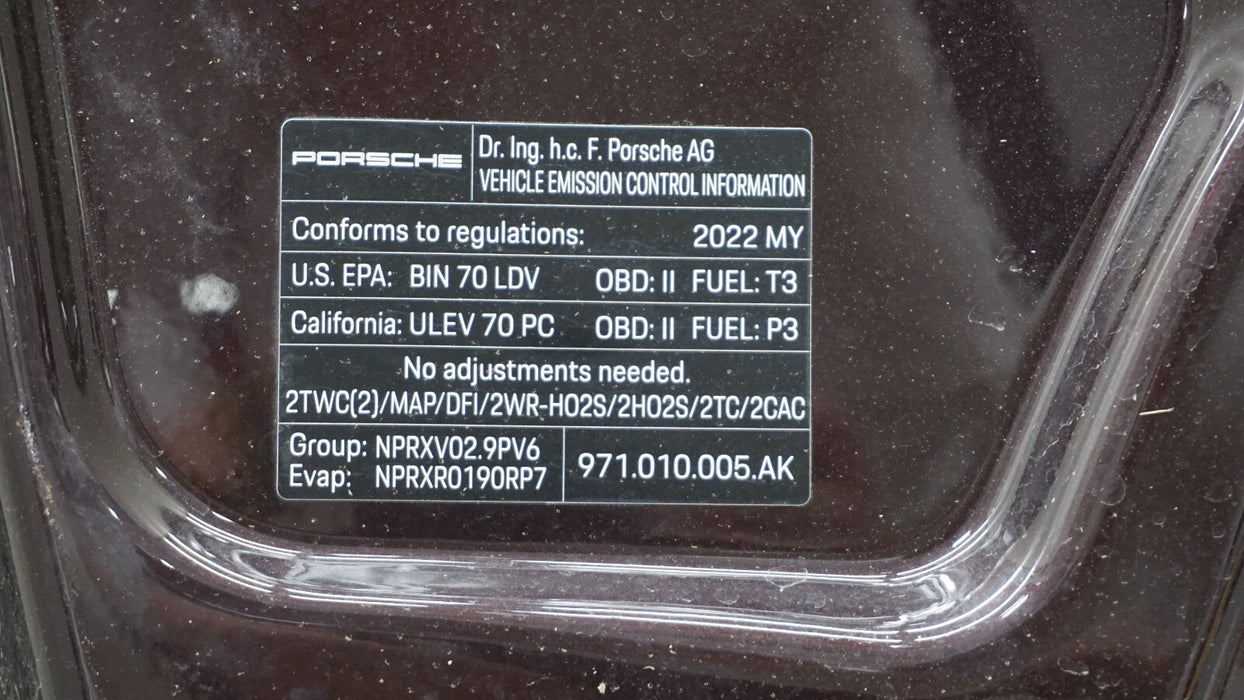 PORSCHE
Dr. Ing. h.c. F. Porsche AG
VEHICLE EMISSION CONTROL INFORMATION
Conforms to regulations: 2022 MY
U.S. EPA: BIN 70 LDV OBD: II FUEL: T3
California: ULEV 70 PC OBD: II FUEL: P3
No adjustments needed.
2TWC(2)/MAP/DFI/2WR-HO2S/2HO2S/2TC/2CAC
Group: NPRXV02.9PV6
Evap: NPRXR0190RP7
971.010.005.AK